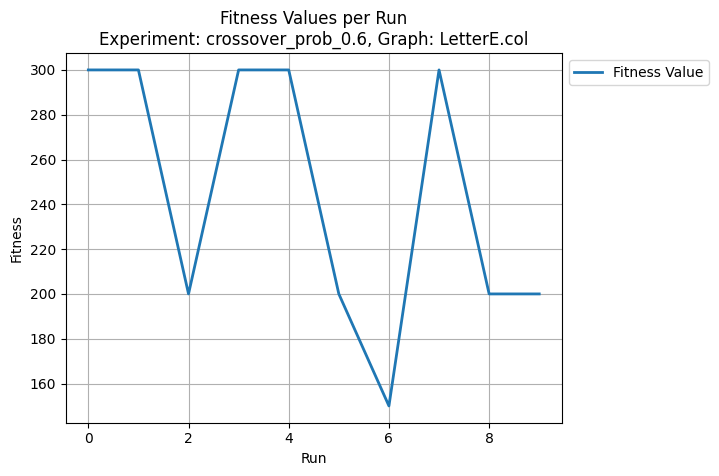 Fitness Values per Run
Experiment: crossover_prob_0.6, Graph: LetterE.col
Fitness Value
300
280
260
240
220
200
180
160
Fitness
0 2 4 6 8
Run